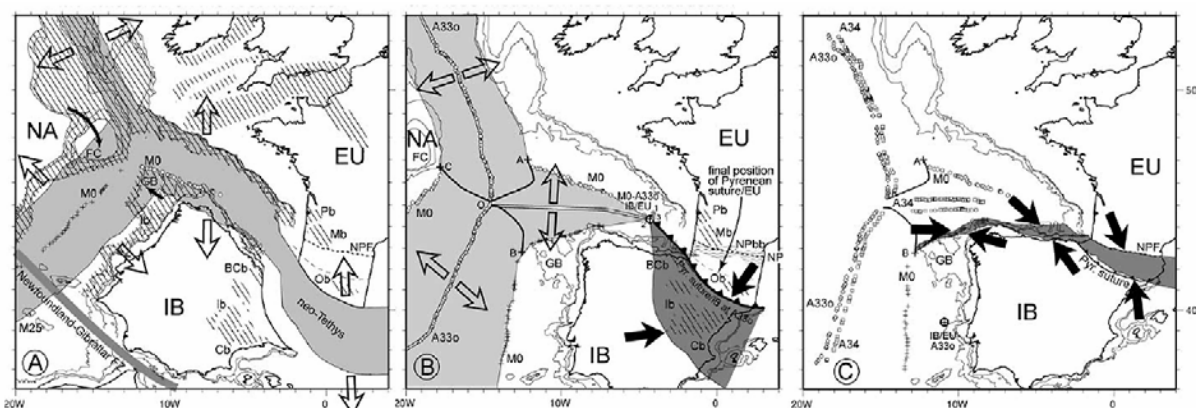 NA
EU
IB
FC
M0
M0
GB
Ib
Ib
BCb
Cb
Pb
Mb
NPF
Ob
neo-Tethys
Newfoundland-Gibraltar
M25
A
20W
10W
0
A33o
NA
FC
C
A
M0
M0-A33o
IB/EU
EU
final position
of Pyrenean
suture/EU
Pb
Mb
NPbb
NP
Ob
O
M0
B
GB
BCb
Ib
Cb
IB
A33o
M0
B
20W
10W
0
A34
A33o
EU
A
M0
A34
B
GB
M0
NPF
Pyr. suture
IB
IB/EU
A33o
A33o
A34
C
50
40
20W
10W
0